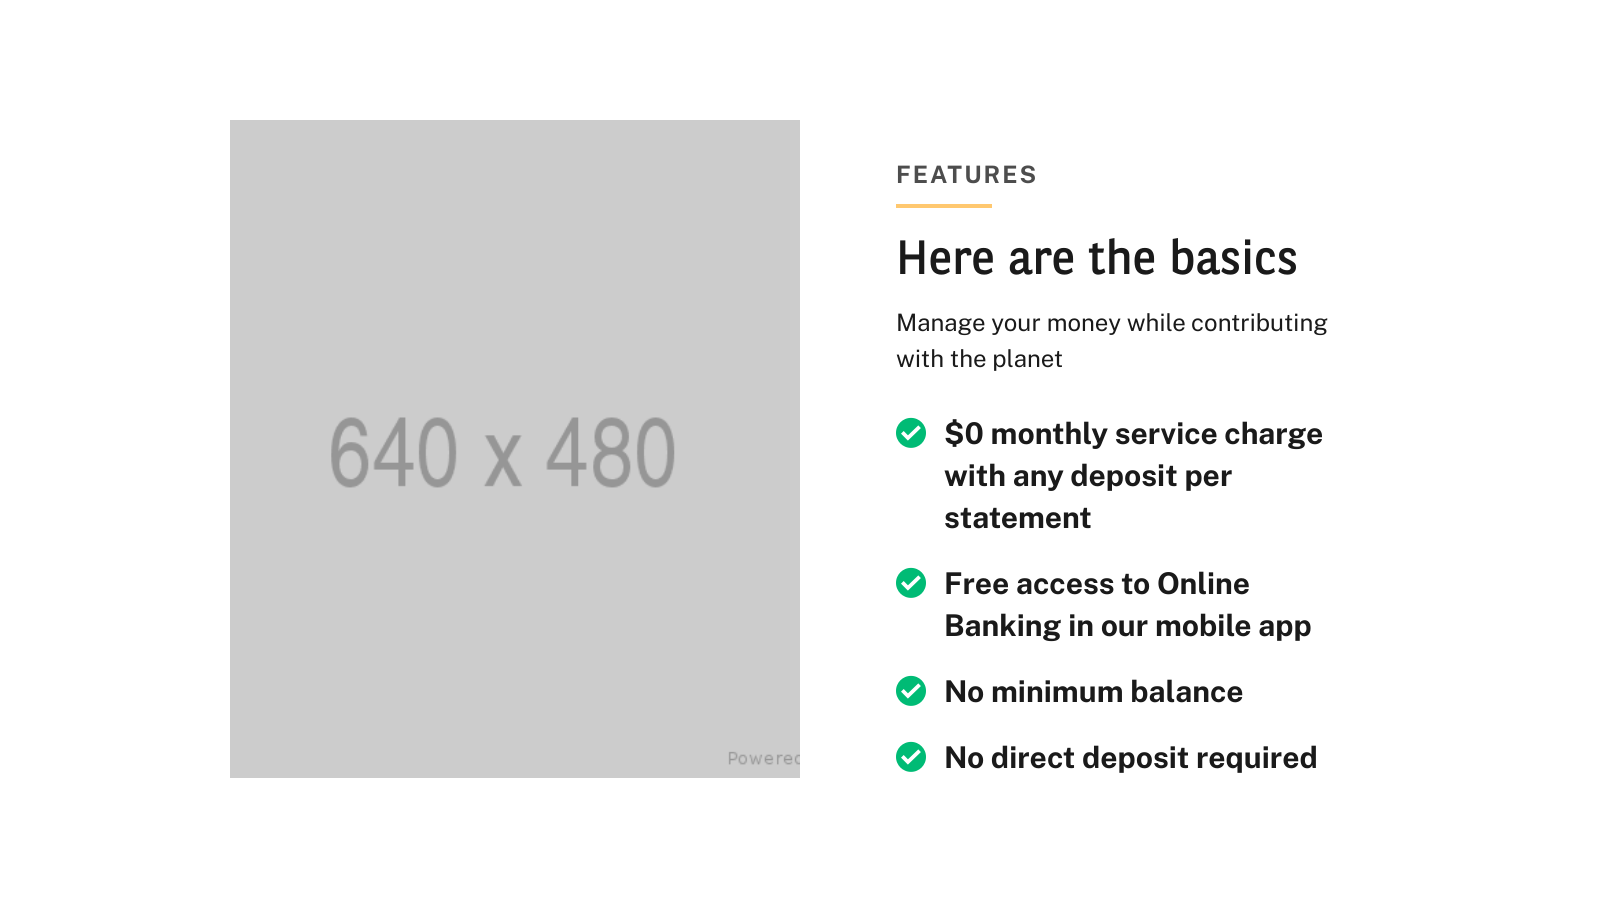 640 x 480
Powered
FEATURES
Here are the basics
Manage your money while contributing
with the planet
$0 monthly service charge
with any deposit per
statement
Free access to Online
Banking in our mobile app
No minimum balance
No direct deposit required